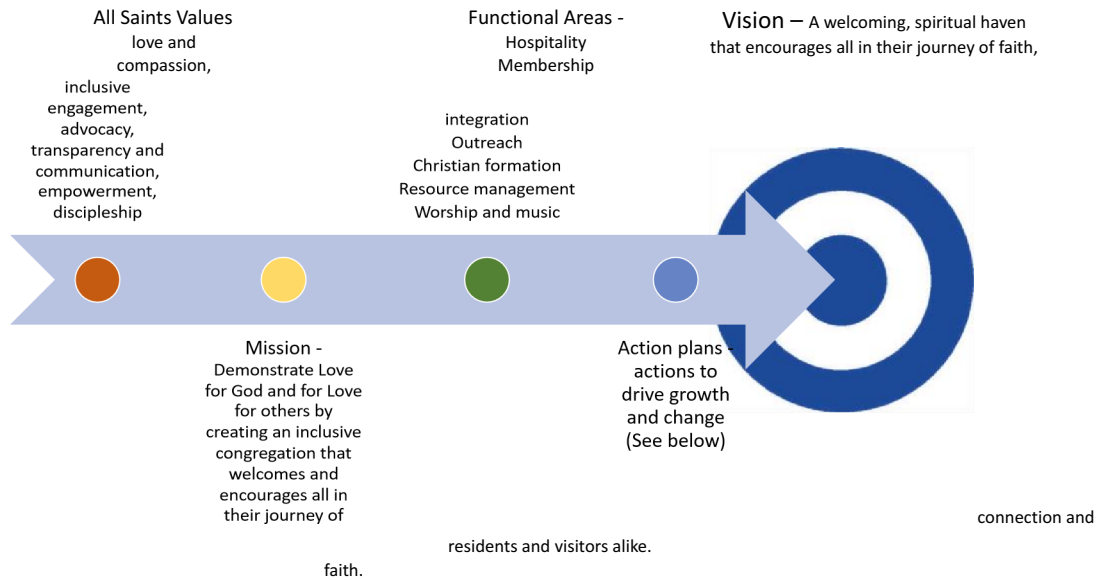 All Saints Values
love and
compassion,
inclusive
engagement,
advocacy,
transparency and
communication,
empowerment,
discipleship
Functional Areas -
Hospitality
Membership
integration
Outreach
Christian formation
Resource management
Worship and music
Vision – A welcoming, spiritual haven
that encourages all in their journey of faith,
Mission -
Demonstrate Love
for God and for Love
for others by
creating an inclusive
congregation that
welcomes and
encourages all in
their journey of
Action plans -
actions to
drive growth
and change
(See below)
connection and
residents and visitors alike.
faith.